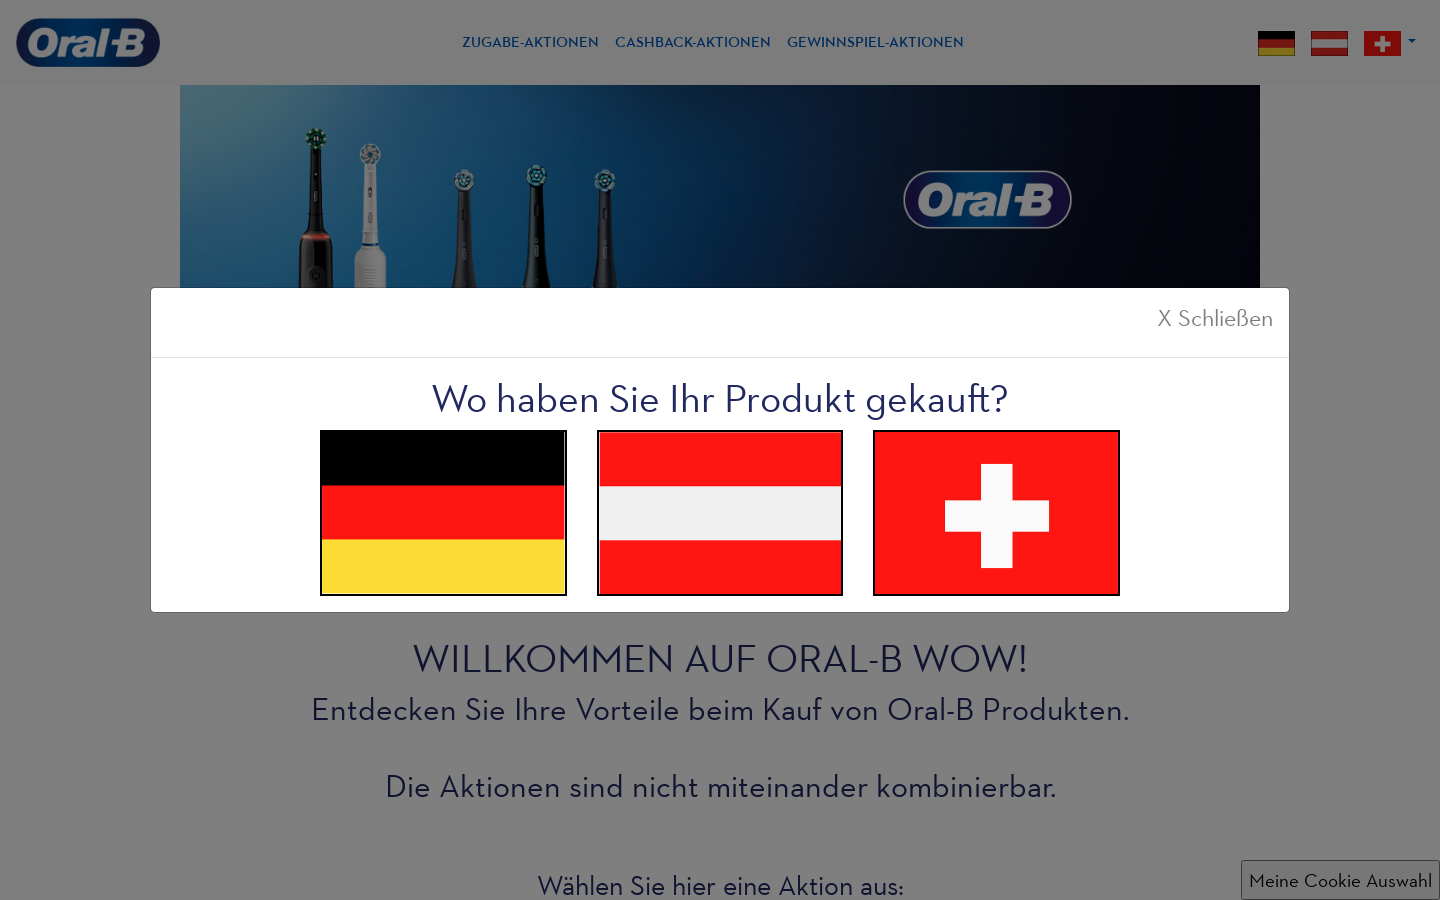 Oral-B
ZUGABE-AKTIONEN CASHBACK-AKTIONEN GEWINNSPIEL-AKTIONEN
Oral-B
X Schließen
Wo haben Sie Ihr Produkt gekauft?
WILLKOMMEN AUF ORAL-B WOW!
Entdecken Sie Ihre Vorteile beim Kauf von Oral-B Produkten.
Die Aktionen sind nicht miteinander kombinierbar.
Wählen Sie hier eine Aktion aus:
Meine Cookie Auswahl